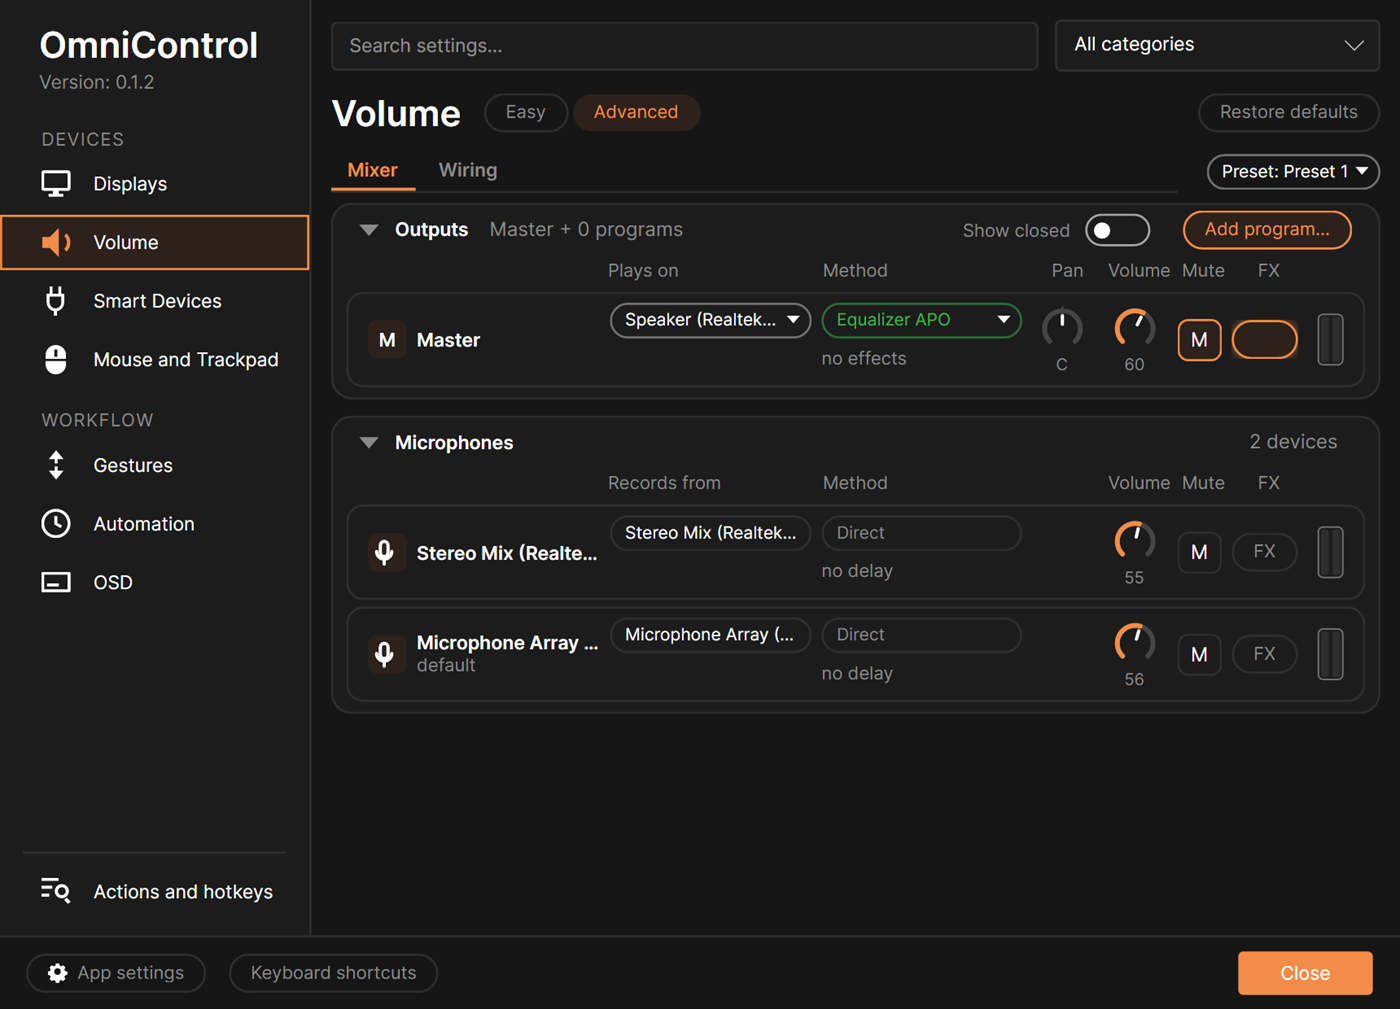 OmniControl
Version: 0.1.2
DEVICES
Displays
Volume
Smart Devices
Mouse and Trackpad
WORKFLOW
Gestures
Automation
OSD
Actions and hotkeys
Search settings...
All categories
Volume
Easy
Advanced
Restore defaults
Mixer
Wiring
Preset: Preset 1
Outputs
Master + 0 programs
Show closed
Add program...
Plays on
Method
Pan
Volume
Mute
FX
M
Master
Speaker (Realtek...
Equalizer APO
no effects
C
60
M
Microphones
2 devices
Records from
Method
Volume
Mute
FX
Stereo Mix (Realte...
Stereo Mix (Realtek...
Direct
no delay
55
M
FX
Microphone Array ...
default
Microphone Array (...
Direct
no delay
56
M
FX
App settings
Keyboard shortcuts
Close